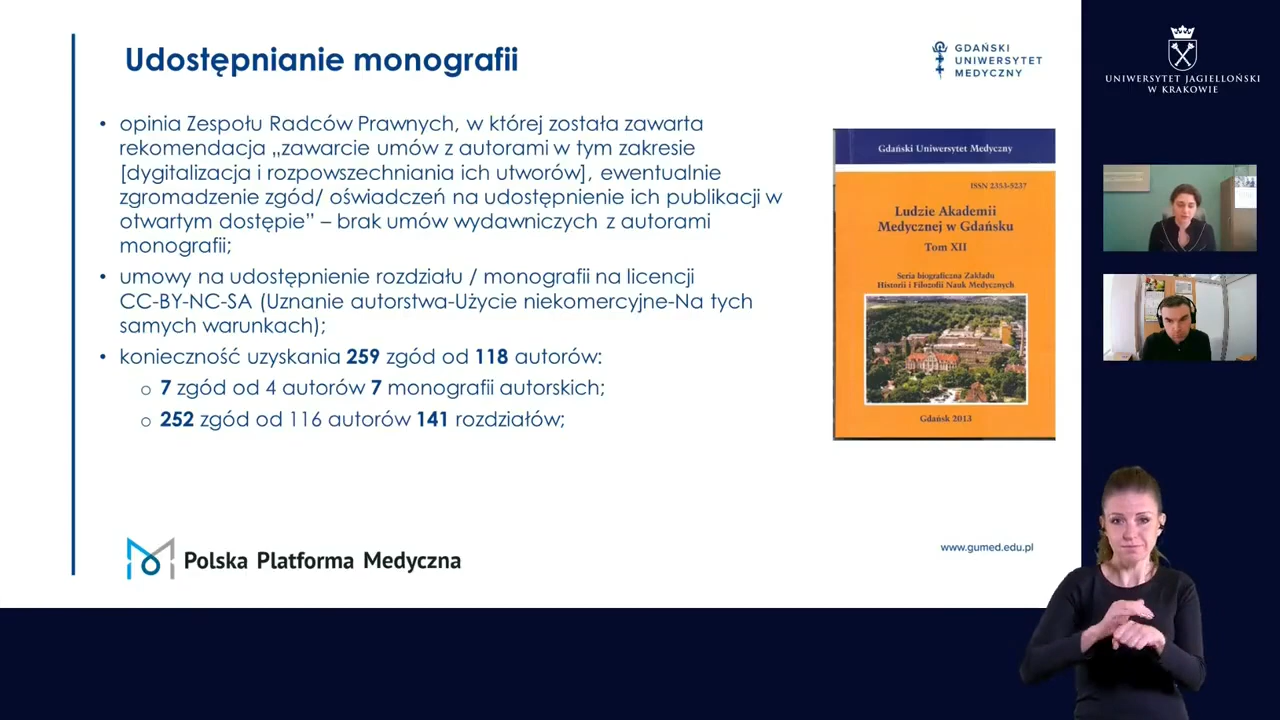 Udostępnianie monografii
GDAŃSKI
UNIWERSYTET
MEDYCZNY
UNIWERSYTET JAGIELLOŃSKI
W KRAKOWIE
• opinia Zespołu Radców Prawnych, w której została zawarta
rekomendacja „zawarcie umów z autorami w tym zakresie
[dygitalizacja i rozpowszechniania ich utworów], ewentualnie
zgromadzenie zgód/ oświadczeń na udostępnienie ich publikacji w
otwartym dostępie” – brak umów wydawniczych z autorami
monografii;
• umowy na udostępnienie rozdziału / monografii na licencji
CC-BY-NC-SA (Uznanie autorstwa-Użycie niekomercyjne-Na tych
samych warunkach);
• konieczność uzyskania 259 zgód od 118 autorów:
o 7 zgód od 4 autorów 7 monografii autorskich;
o 252 zgód od 116 autorów 141 rozdziałów;
Gdański Uniwersytet Medyczny
ISSN 2353-5237
Ludzie Akademii
Medycznej w Gdańsku
Tom XII
Seria biograficzna Zakładu
Historii i Filozofii Nauk Medycznych
Gdańsk 2013
Polska Platforma Medyczna
www.gumed.edu.pl